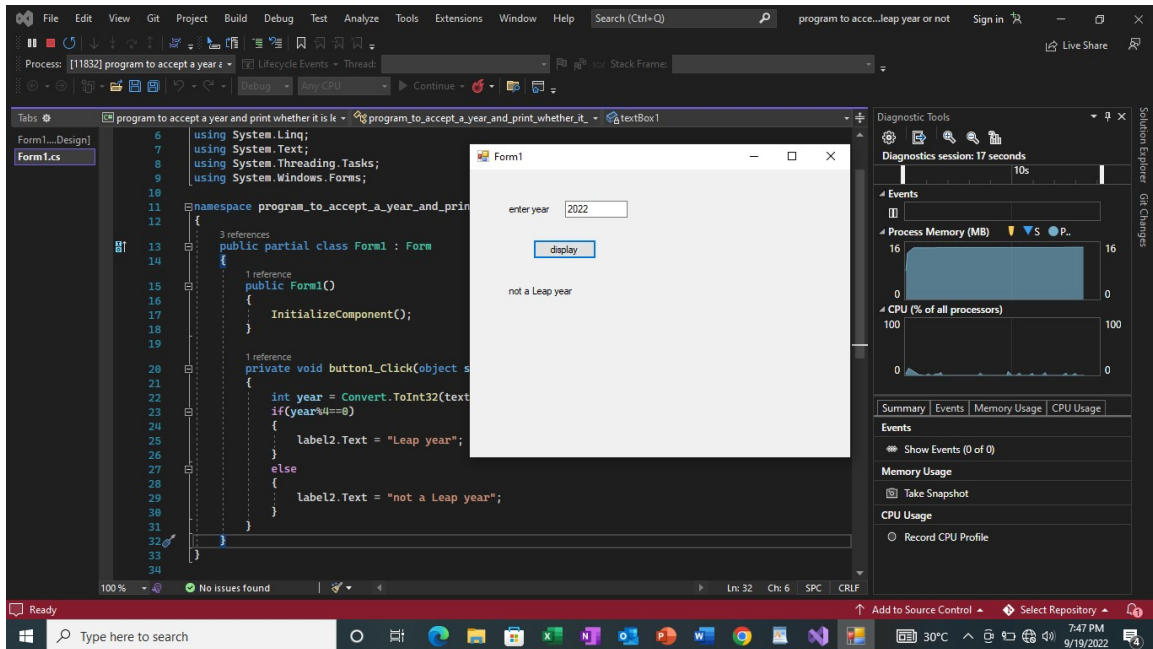 File Edit View Git Project Build Debug Test Analyze Tools Extensions Window Help Search (Ctrl+Q) program to acce...leap year or not Sign in
Live Share
Process: [11832] program to accept a year a Lifecycle Events Thread: Stack Frame:
Debug Any CPU Continue
Tabs
Form1....Design]
Form1.cs
program to accept a year and print whether it is le program_to_accept_a_year_and_print_whether_it_ textBox1
6 using System.Linq;
7 using System.Text;
8 using System.Threading.Tasks;
9 using System.Windows.Forms;
10
11 namespace program_to_accept_a_year_and_prin
12 {
3 references
13 public partial class Form1 : Form
14 {
1 reference
15 public Form1()
16 {
17 InitializeComponent();
18 }
19
1 reference
20 private void button1_Click(object s
21 {
22 int year = Convert.ToInt32(text
23 if(year%4==0)
24 {
25 label2.Text = "Leap year";
26 }
27 else
28 {
29 label2.Text = "not a Leap year";
30 }
31 }
32 }
33 }
34
Form1
enter year 2022
display
not a Leap year
100 % No issues found Ln: 32 Ch: 6 SPC CRLF
Diagnostic Tools
Diagnostics session: 17 seconds
10s
Events
Process Memory (MB) S P..
16 16
0 0
CPU (% of all processors)
100 100
0 0
Summary Events Memory Usage CPU Usage
Events
Show Events (0 of 0)
Memory Usage
Take Snapshot
CPU Usage
Record CPU Profile
Solution Explorer
Git Changes
Ready Add to Source Control Select Repository 1
Type here to search 30°C 7:47 PM
9/19/2022 4